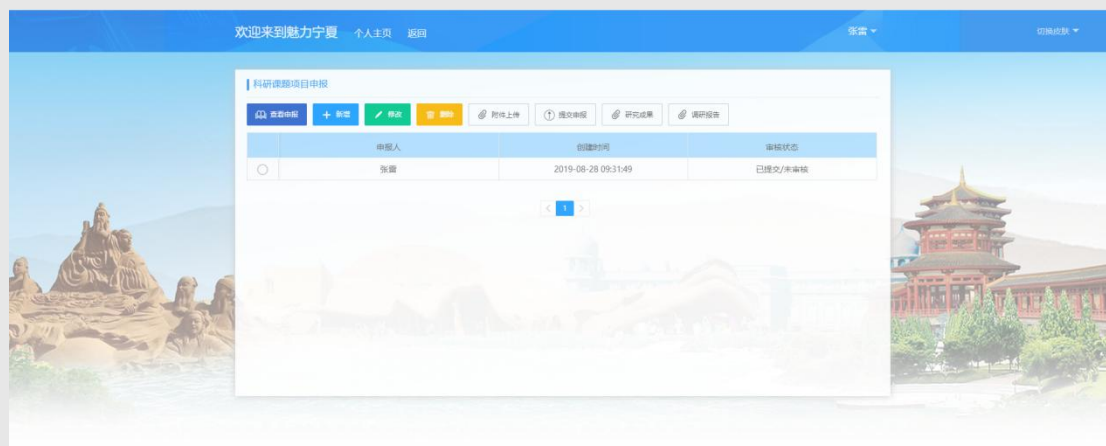 欢迎来到魅力宁夏 个人主页 返回 张雷 切换皮肤
科研课题项目申报
查看申报 新增 修改 删除 附件上传 提交申报 研究成果 调研报告
申报人 创建时间 审核状态
张雷 2019-08-28 09:31:49 已提交/未审核
< 1 >